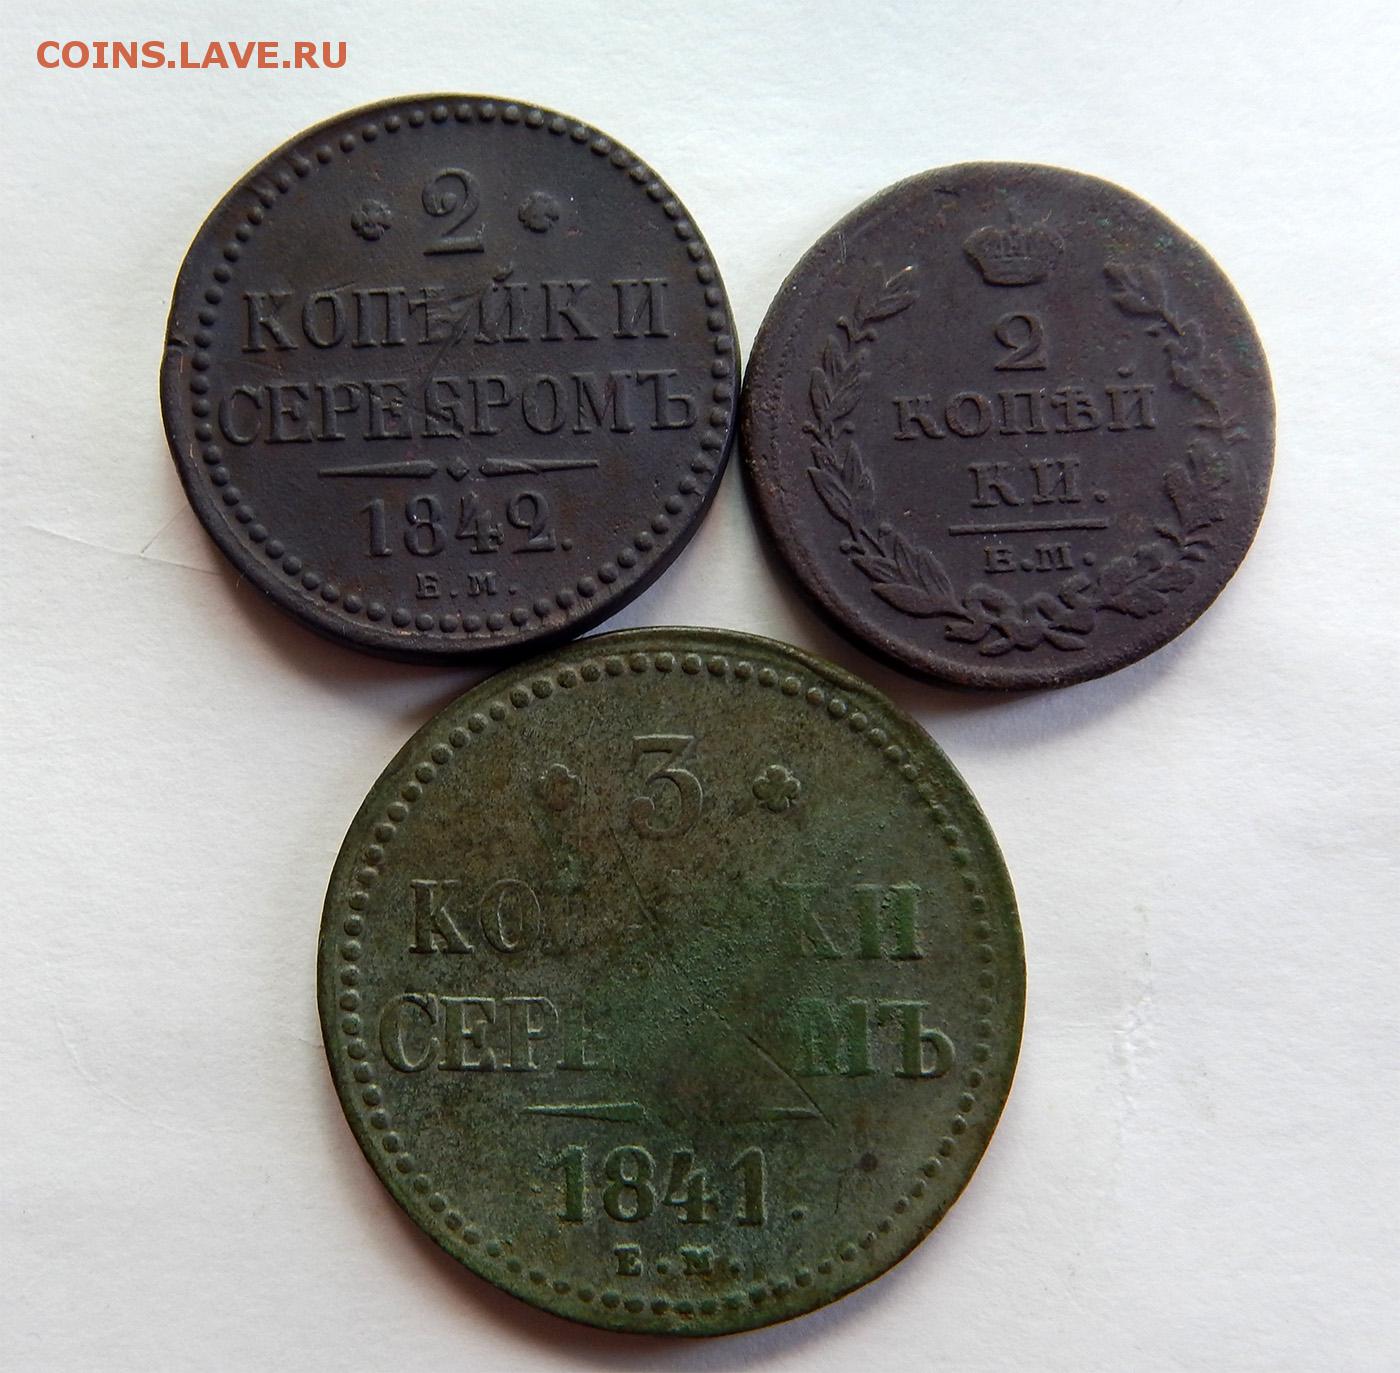 COINS.LAVE.RU
2
КОПѢЙКИ
СЕРЕБРОМЪ
1842.
Е.М.
2
КОПѢЙ
КИ.
Е.М.
3
1841.
Е.М.